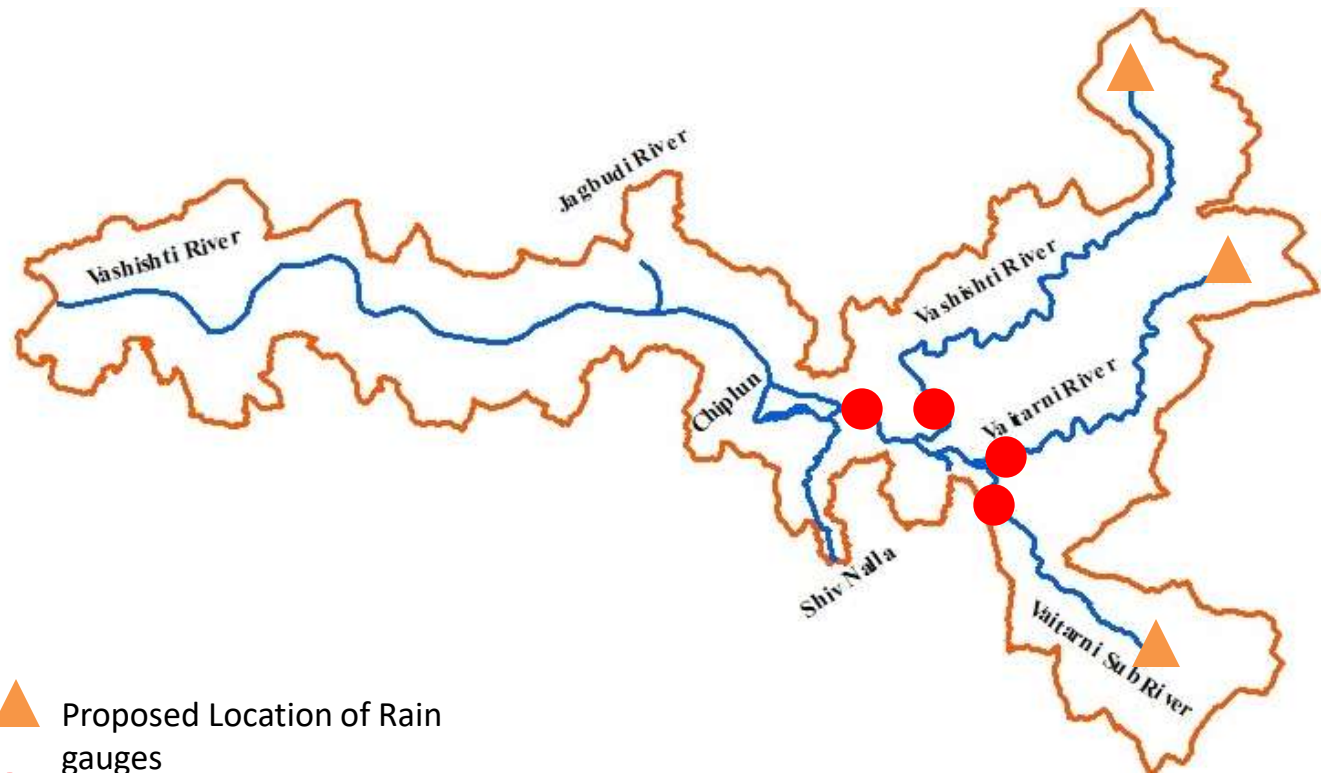 Jagbudi River
Vashishti River
Vashishti River
Chiplun
Vaitarni River
Shiv Nalla
Vaitarni Sub River
Proposed Location of Rain
gauges